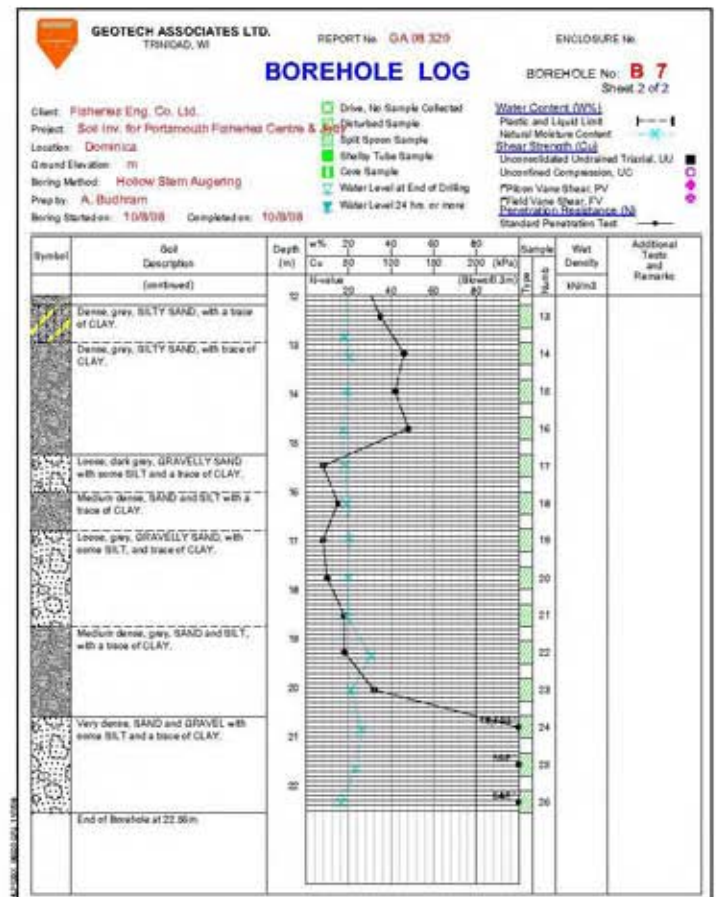 GEOTECH ASSOCIATES LTD.
TRINIDAD, WI
REPORT No. GA 08 329
ENCLOSURE No.
BOREHOLE LOG
BOREHOLE No: B 7
Sheet 2 of 2
Client: Fisheries Eng. Co. Ltd.
Project: Soil Inv. for Portsmouth Fisheries Centre &
Location: Dominica
Ground Elevation: m
Boring Method: Hollow Stem Augering
Prep by: A. Budhram
Boring Started on: 10/8/08 Completed on: 10/8/08
Drive, No Sample Collected
Disturbed Sample
Split Spoon Sample
Shelby Tube Sample
Core Sample
Water Level at End of Drilling
Water Level 24 hrs. or more
Water Content (W%)
Plastic and Liquid Limit
Natural Moisture Content
Shear Strength (Cu)
Unconsolidated Undrained Triaxial, UU
Unconfined Compression, UC
Pilcon Vane Shear, PV
Field Vane Shear, FV
Penetration Resistance (N)
Standard Penetration Test
Symbol
Soil
Description
(continued)
Depth
(m)
w% 20 40 60 80
Cu 50 100 150 200 (kPa)
N-value (Blows/0.3m)
20 40 60 80
Sample
Type
Numb
Wet
Density
kN/m3
Additional
Tests
and
Remarks
12
Dense, grey, SILTY SAND, with a trace
of CLAY.
13
13
Dense, grey, SILTY SAND, with trace of
CLAY.
14
14
15
16
15
Loose, dark grey, GRAVELLY SAND
with some SILT and a trace of CLAY.
17
16
Medium dense, SAND and SILT with a
trace of CLAY.
18
17
Loose, grey, GRAVELLY SAND, with
some SILT, and trace of CLAY.
19
20
18
21
Medium dense, grey, SAND and SILT,
with a trace of CLAY.
19
22
20
23
Very dense, SAND and GRAVEL with
some SILT and a trace of CLAY.
24
21
25
22
26
End of Borehole at 22.56m